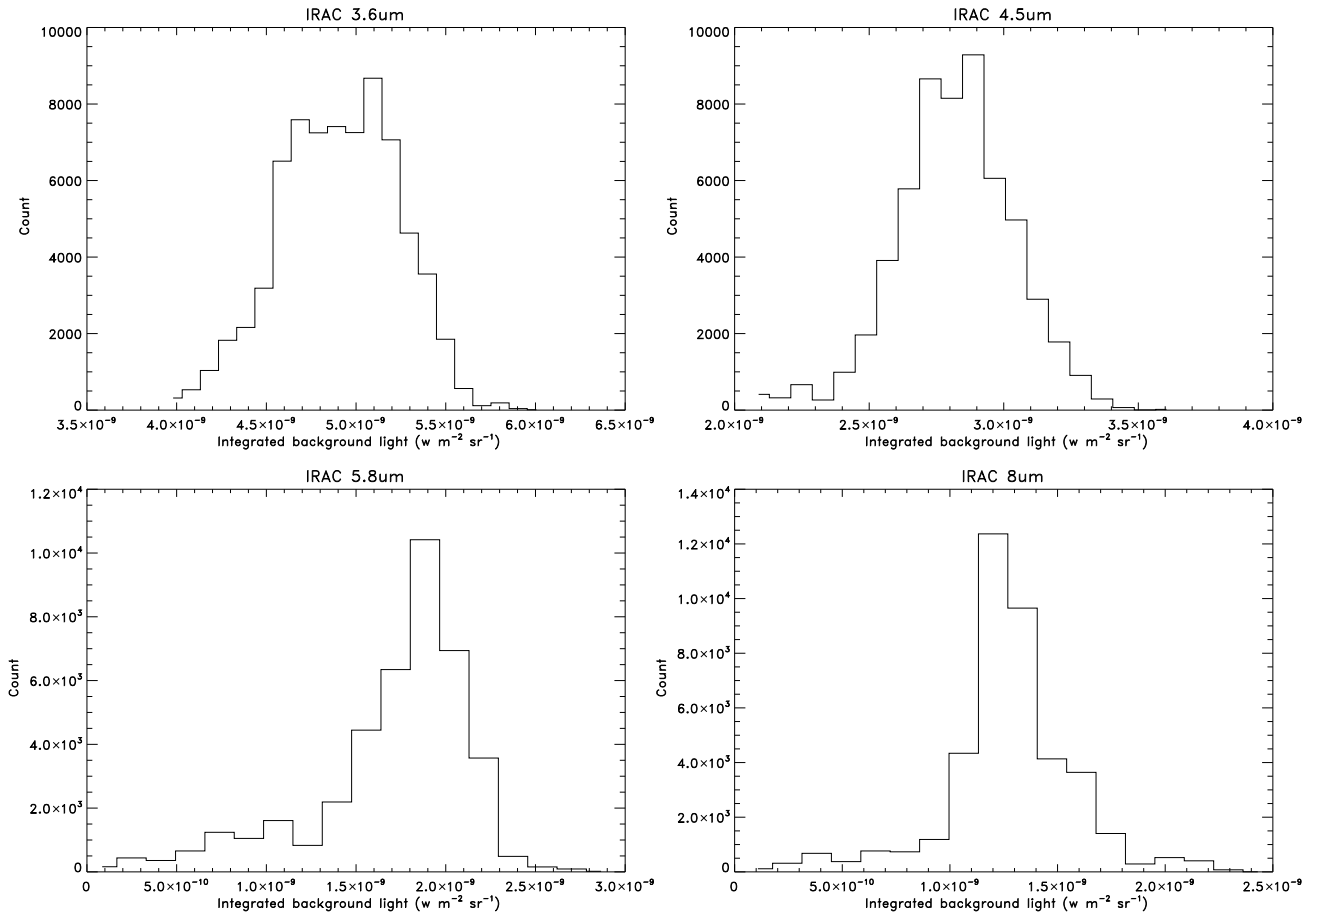 IRAC 3.6um
10000
8000
6000
4000
2000
0
Count
3.5×10⁻⁹ 4.0×10⁻⁹ 4.5×10⁻⁹ 5.0×10⁻⁹ 5.5×10⁻⁹ 6.0×10⁻⁹ 6.5×10⁻⁹
Integrated background light (w m⁻² sr⁻¹)
IRAC 4.5um
10000
8000
6000
4000
2000
0
Count
2.0×10⁻⁹ 2.5×10⁻⁹ 3.0×10⁻⁹ 3.5×10⁻⁹ 4.0×10⁻⁹
Integrated background light (w m⁻² sr⁻¹)
IRAC 5.8um
1.2×10⁴
1.0×10⁴
8.0×10³
6.0×10³
4.0×10³
2.0×10³
0
Count
0 5.0×10⁻¹⁰ 1.0×10⁻⁹ 1.5×10⁻⁹ 2.0×10⁻⁹ 2.5×10⁻⁹ 3.0×10⁻⁹
Integrated background light (w m⁻² sr⁻¹)
IRAC 8um
1.4×10⁴
1.2×10⁴
1.0×10⁴
8.0×10³
6.0×10³
4.0×10³
2.0×10³
0
Count
0 5.0×10⁻¹⁰ 1.0×10⁻⁹ 1.5×10⁻⁹ 2.0×10⁻⁹ 2.5×10⁻⁹
Integrated background light (w m⁻² sr⁻¹)